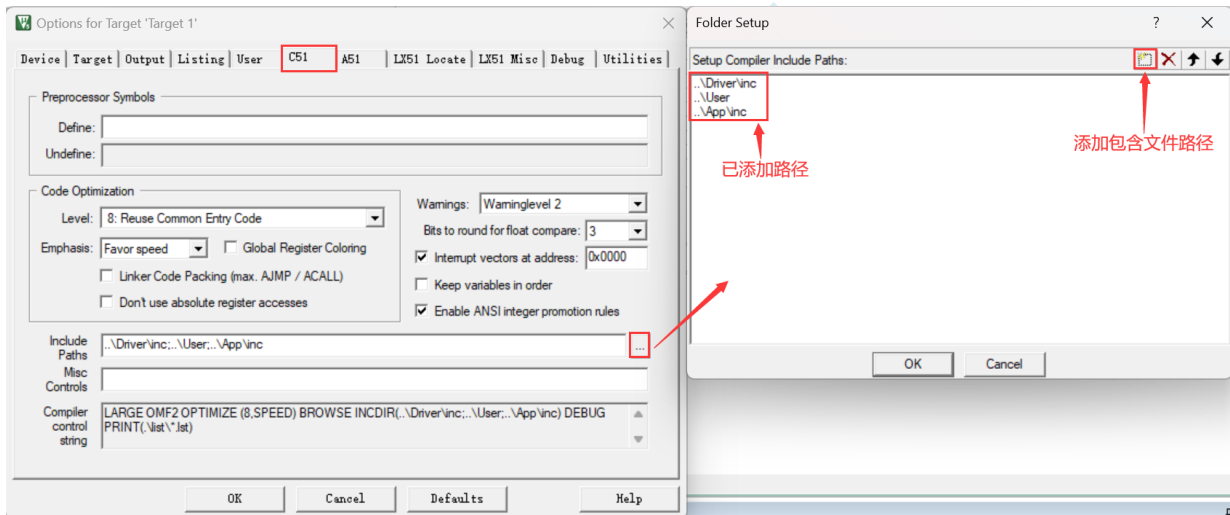 Options for Target 'Target 1'
Device Target Output Listing User C51 A51 LX51 Locate LX51 Misc Debug Utilities
Preprocessor Symbols
Define:
Undefine:
Code Optimization
Level: 8: Reuse Common Entry Code
Emphasis: Favor speed Global Register Coloring
Linker Code Packing (max. AJMP / ACALL)
Don't use absolute register accesses
Warnings: Warninglevel 2
Bits to round for float compare: 3
Interrupt vectors at address: 0x0000
Keep variables in order
Enable ANSI integer promotion rules
Include
Paths
..\Driver\inc;..\User;..\App\inc
...
Misc
Controls
Compiler
control
string
LARGE OMF2 OPTIMIZE (8,SPEED) BROWSE INCDIR(..\Driver\inc;..\User;..\App\inc) DEBUG
PRINT(.\list\*.lst)
OK Cancel Defaults Help
Folder Setup
?
Setup Compiler Include Paths:
..\Driver\inc
..\User
..\App\inc
已添加路径
添加包含文件路径
OK Cancel